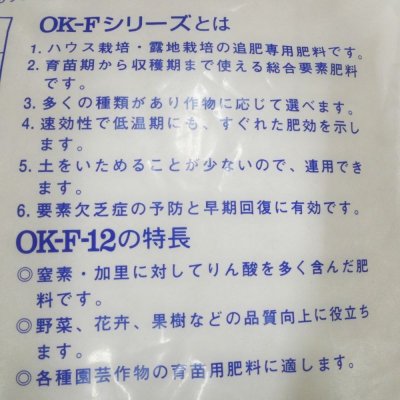 OK-Fシリーズとは
1. ハウス栽培・露地栽培の追肥専用肥料です。
2. 育苗期から収穫期まで使える総合要素肥料
です。
3. 多くの種類があり作物に応じて選べます。
4. 速効性で低温期にも、すぐれた肥効を示し
ます。
5. 土をいためることが少ないので、連用でき
ます。
6. 要素欠乏症の予防と早期回復に有効です。
OK-F-12の特長
◎窒素・加里に対してりん酸を多く含んだ肥
料です。
◎野菜、花卉、果樹などの品質向上に役立ち
ます。
◎各種園芸作物の育苗用肥料に適します。